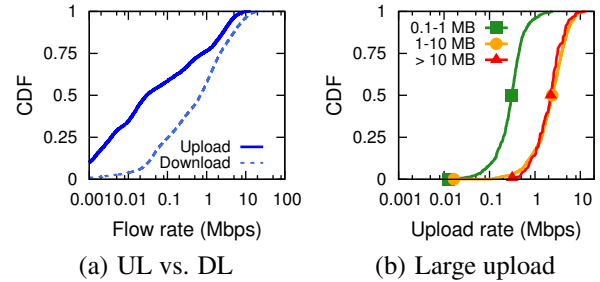 1
0.75
0.5
0.25
0
CDF
Upload
Download
0.001 0.01 0.1 1 10 100
Flow rate (Mbps)
(a) UL vs. DL
1
0.75
0.5
0.25
0
CDF
0.1-1 MB
1-10 MB
> 10 MB
0.001 0.01 0.1 1 10
Upload rate (Mbps)
(b) Large upload